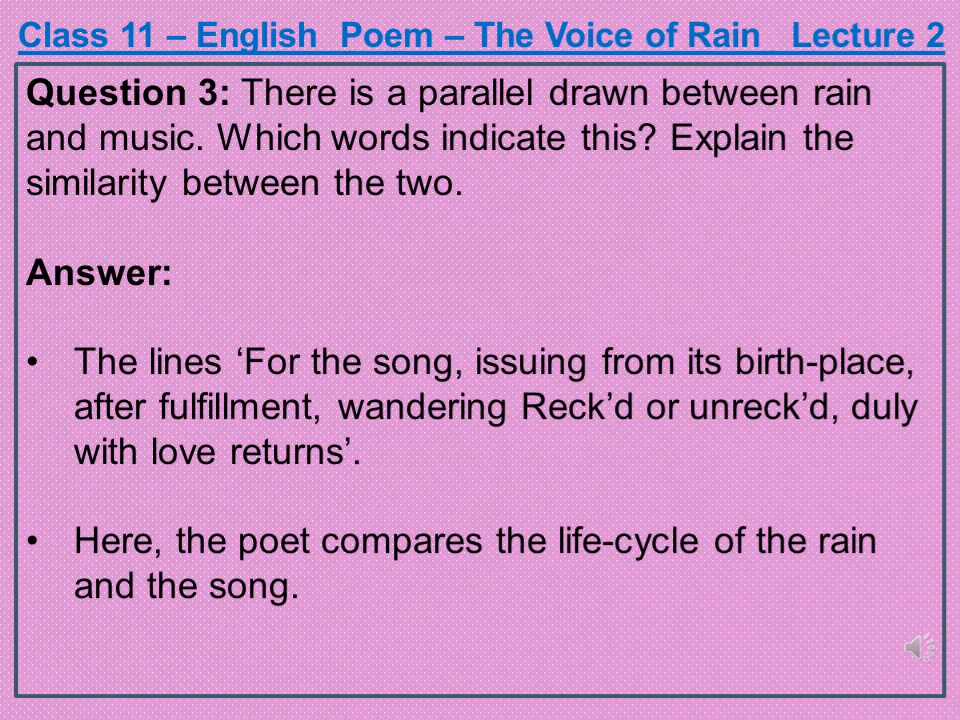 Class 11 – English  Poem – The Voice of Rain   Lecture 2
Question 3: There is a parallel drawn between rain
and music. Which words indicate this? Explain the
similarity between the two.
Answer:
• The lines ‘For the song, issuing from its birth-place,
after fulfillment, wandering Reck’d or unreck’d, duly
with love returns’.
• Here, the poet compares the life-cycle of the rain
and the song.